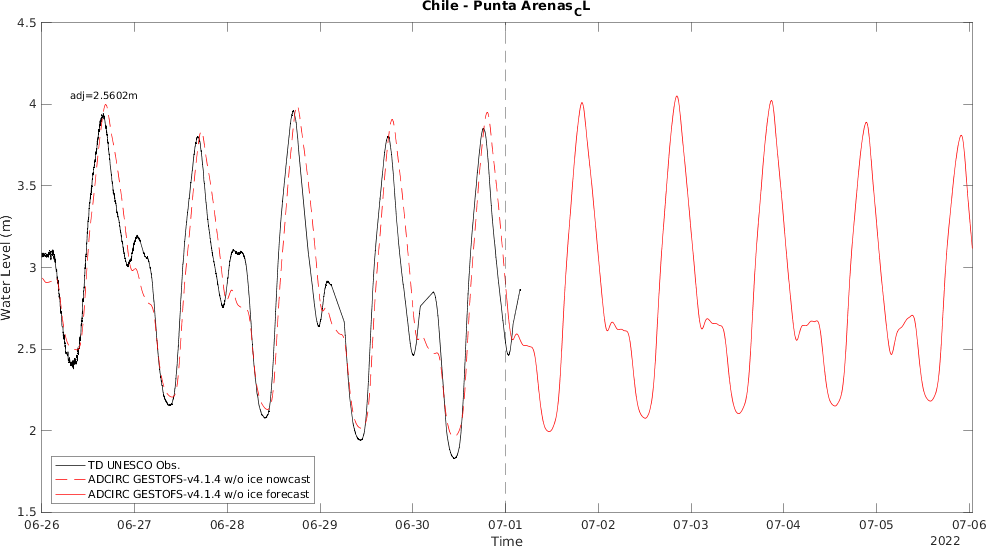 Chile - Punta Arenas_CL
4.5
adj=2.5602m
4
3.5
3
2.5
2
1.5
Water Level (m)
TD UNESCO Obs.
ADCIRC GESTOFS-v4.1.4 w/o ice nowcast
ADCIRC GESTOFS-v4.1.4 w/o ice forecast
06-26 06-27 06-28 06-29 06-30 07-01 07-02 07-03 07-04 07-05 07-06
Time
2022